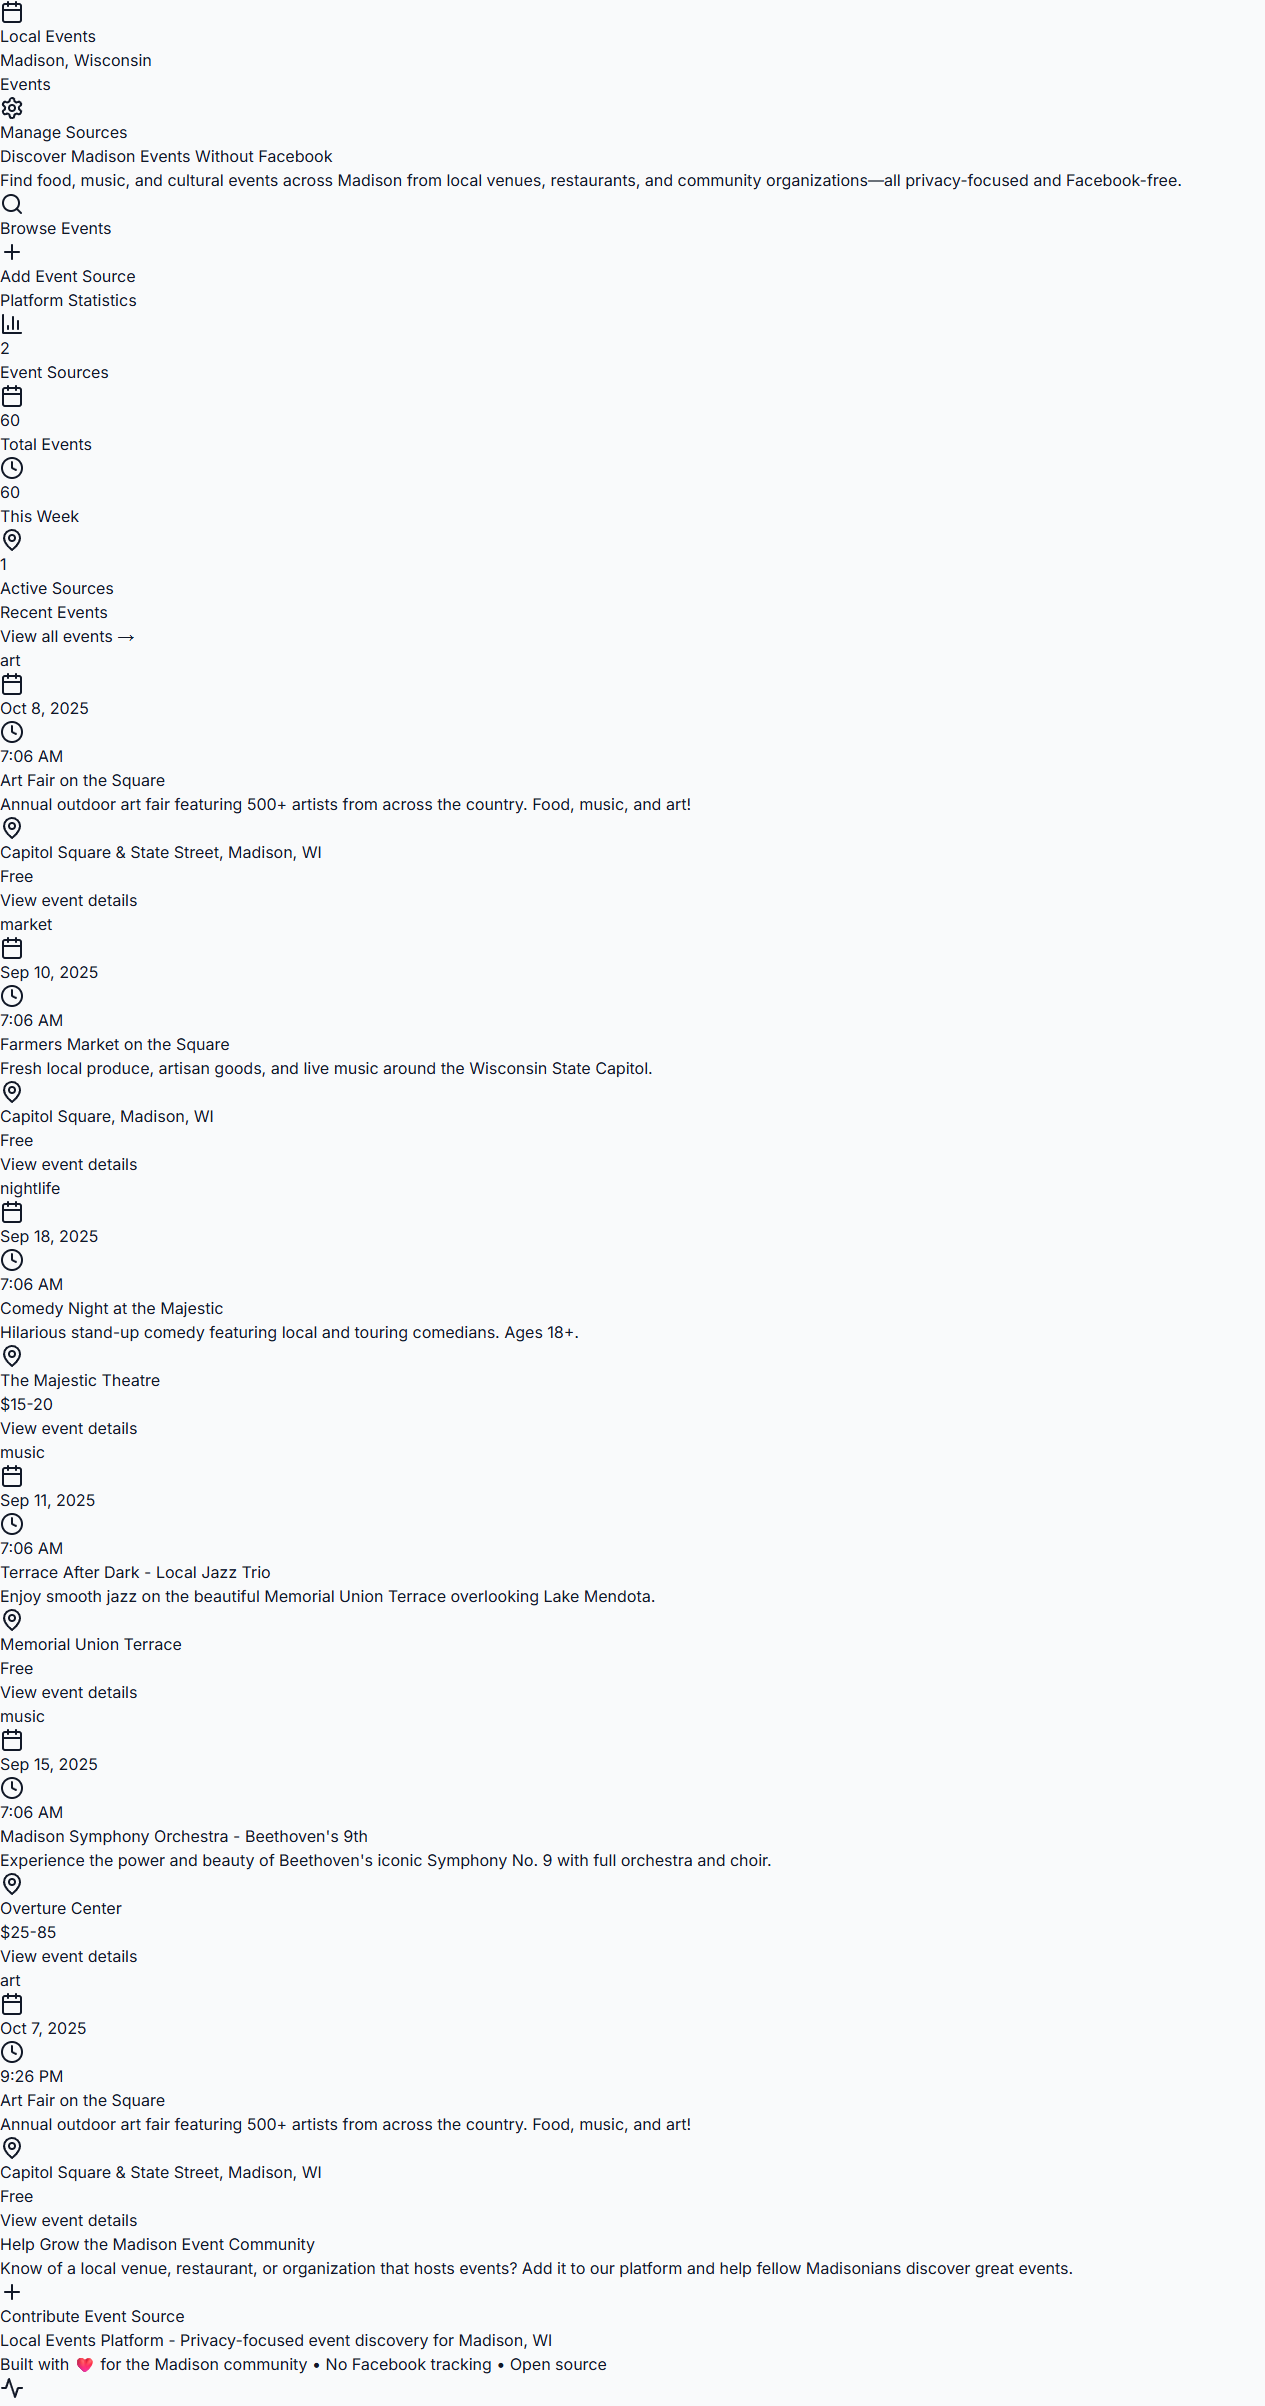 Local Events
Madison, Wisconsin
Events
Manage Sources
Discover Madison Events Without Facebook
Find food, music, and cultural events across Madison from local venues, restaurants, and community organizations—all privacy-focused and Facebook-free.
Browse Events
Add Event Source
Platform Statistics
2
Event Sources
60
Total Events
60
This Week
1
Active Sources
Recent Events
View all events →
art
Oct 8, 2025
7:06 AM
Art Fair on the Square
Annual outdoor art fair featuring 500+ artists from across the country. Food, music, and art!
Capitol Square & State Street, Madison, WI
Free
View event details
market
Sep 10, 2025
7:06 AM
Farmers Market on the Square
Fresh local produce, artisan goods, and live music around the Wisconsin State Capitol.
Capitol Square, Madison, WI
Free
View event details
nightlife
Sep 18, 2025
7:06 AM
Comedy Night at the Majestic
Hilarious stand-up comedy featuring local and touring comedians. Ages 18+.
The Majestic Theatre
$15-20
View event details
music
Sep 11, 2025
7:06 AM
Terrace After Dark - Local Jazz Trio
Enjoy smooth jazz on the beautiful Memorial Union Terrace overlooking Lake Mendota.
Memorial Union Terrace
Free
View event details
music
Sep 15, 2025
7:06 AM
Madison Symphony Orchestra - Beethoven's 9th
Experience the power and beauty of Beethoven's iconic Symphony No. 9 with full orchestra and choir.
Overture Center
$25-85
View event details
art
Oct 7, 2025
9:26 PM
Art Fair on the Square
Annual outdoor art fair featuring 500+ artists from across the country. Food, music, and art!
Capitol Square & State Street, Madison, WI
Free
View event details
Help Grow the Madison Event Community
Know of a local venue, restaurant, or organization that hosts events? Add it to our platform and help fellow Madisonians discover great events.
Contribute Event Source
Local Events Platform - Privacy-focused event discovery for Madison, WI
Built with ❤️ for the Madison community • No Facebook tracking • Open source